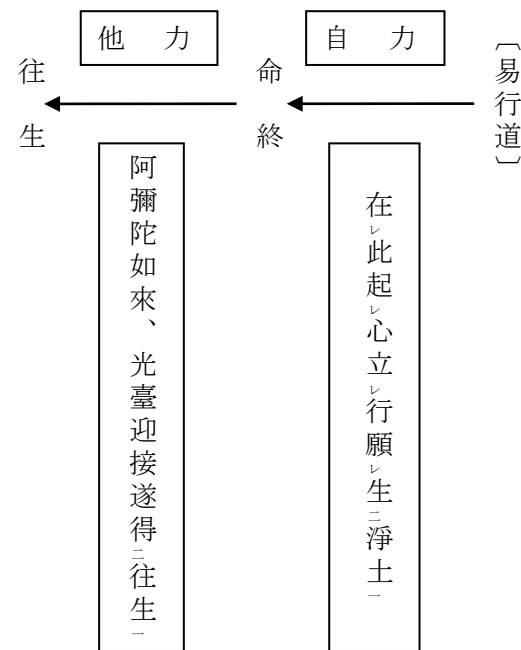 〔易行道〕
自力
命終
在レ此起レ心立レ行願レ生二淨土一
他力
往生
阿彌陀如來、光臺迎接遂得二往生一